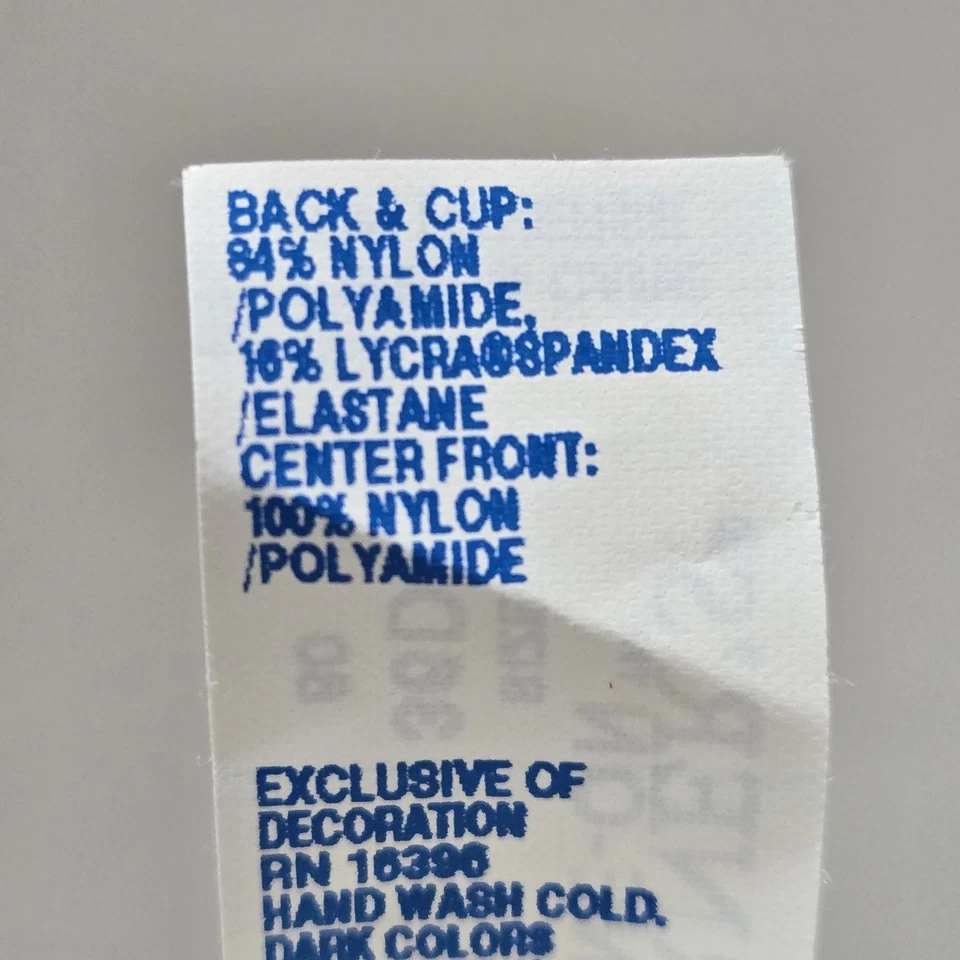 BACK & CUP:
84% NYLON
/POLYAMIDE,
16% LYCRA®SPANDEX
/ELASTANE
CENTER FRONT:
100% NYLON
/POLYAMIDE
EXCLUSIVE OF
DECORATION
RN 16396
HAND WASH COLD,
DARK COLORS